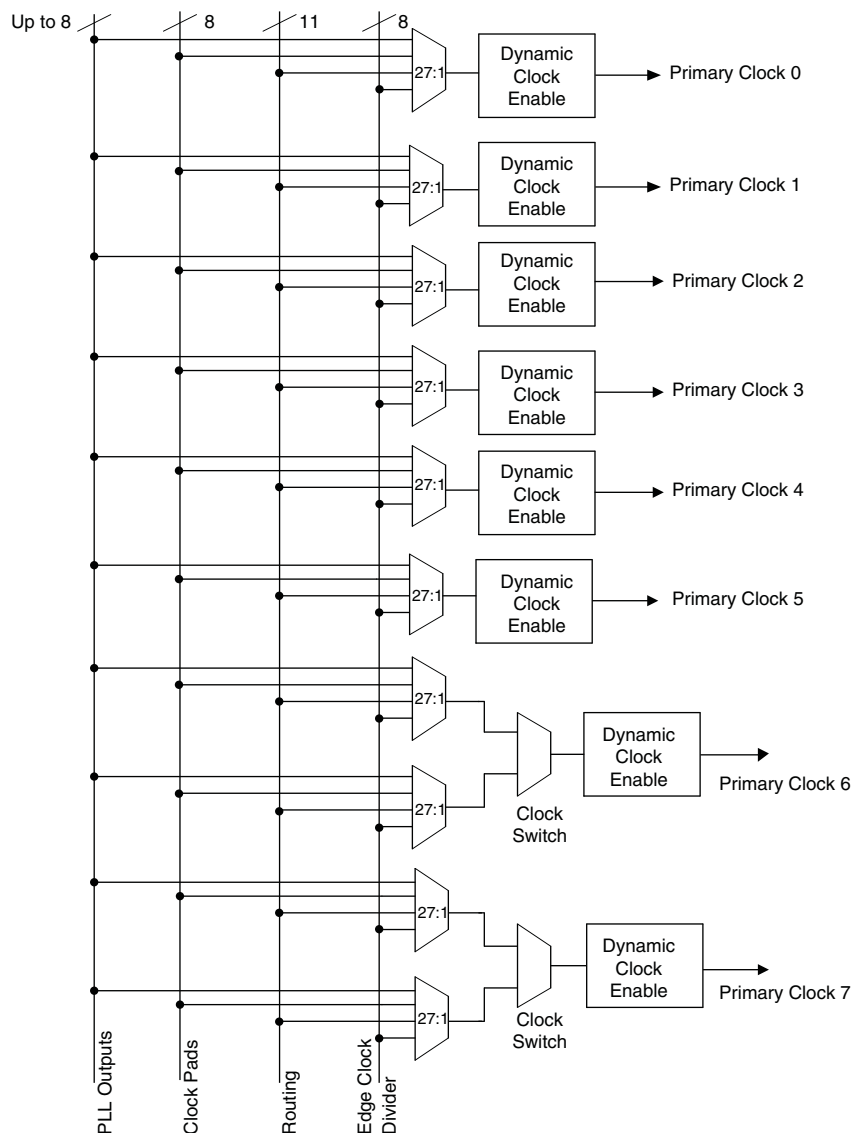 Up to 8
8
11
8
27:1
Dynamic
Clock
Enable
Primary Clock 0
27:1
Dynamic
Clock
Enable
Primary Clock 1
27:1
Dynamic
Clock
Enable
Primary Clock 2
27:1
Dynamic
Clock
Enable
Primary Clock 3
27:1
Dynamic
Clock
Enable
Primary Clock 4
27:1
Dynamic
Clock
Enable
Primary Clock 5
27:1
27:1
Clock
Switch
Dynamic
Clock
Enable
Primary Clock 6
27:1
27:1
Clock
Switch
Dynamic
Clock
Enable
Primary Clock 7
PLL Outputs
Clock Pads
Routing
Edge Clock
Divider